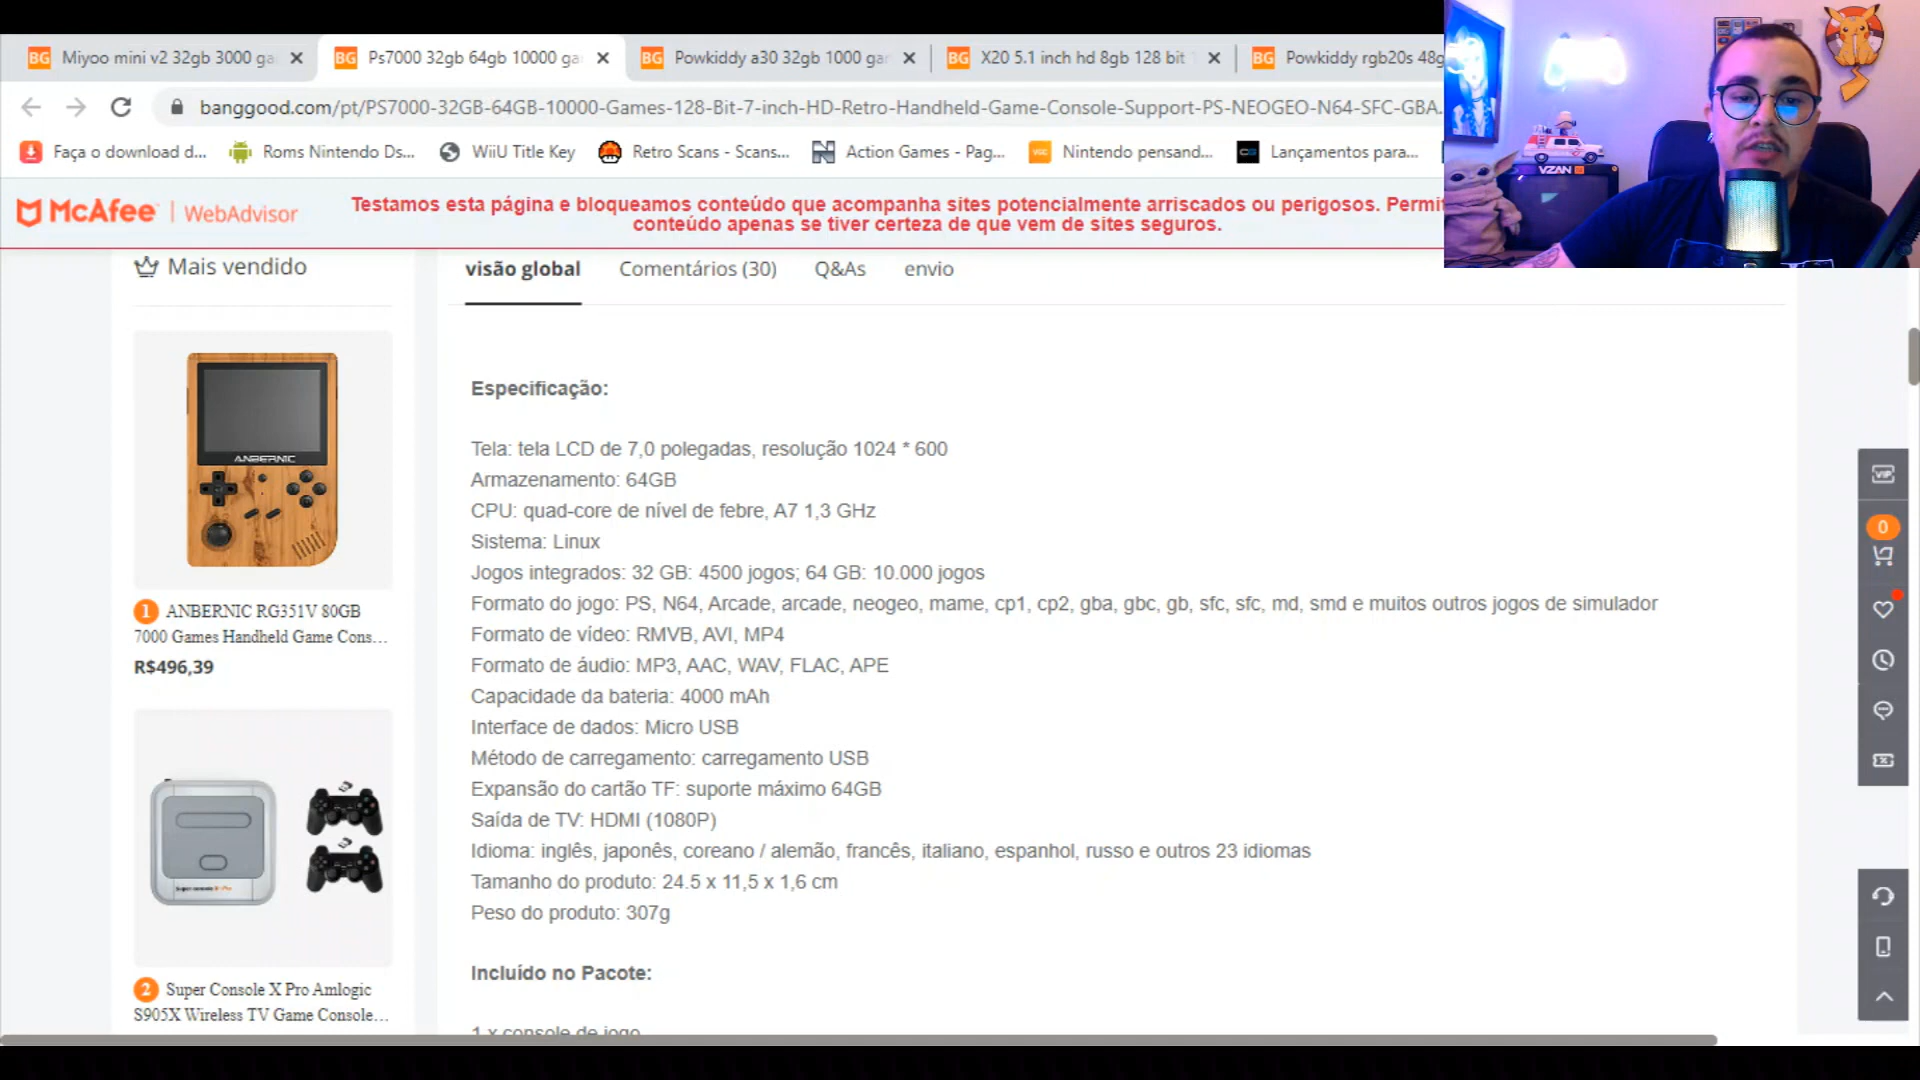 Miyoo mini v2 32gb 3000 ga
Ps7000 32gb 64gb 10000 ga
Powkiddy a30 32gb 1000 gar
X20 5.1 inch hd 8gb 128 bit
Powkiddy rgb20s 48g
banggood.com/pt/PS7000-32GB-64GB-10000-Games-128-Bit-7-inch-HD-Retro-Handheld-Game-Console-Support-PS-NEOGEO-N64-SFC-GBA.
Faça o download d...
Roms Nintendo Ds...
WiiU Title Key
Retro Scans - Scans...
Action Games - Pag...
Nintendo pensand...
Lançamentos para...
VZAN
McAfee | WebAdvisor
Testamos esta página e bloqueamos conteúdo que acompanha sites potencialmente arriscados ou perigosos. Permit
conteúdo apenas se tiver certeza de que vem de sites seguros.
Mais vendido
ANBERNIC
1 ANBERNIC RG351V 80GB
7000 Games Handheld Game Cons...
R$496,39
2 Super Console X Pro Amlogic
S905X Wireless TV Game Console...
visão global
Comentários (30)
Q&As
envio
Especificação:
Tela: tela LCD de 7,0 polegadas, resolução 1024 * 600
Armazenamento: 64GB
CPU: quad-core de nível de febre, A7 1,3 GHz
Sistema: Linux
Jogos integrados: 32 GB: 4500 jogos; 64 GB: 10.000 jogos
Formato do jogo: PS, N64, Arcade, arcade, neogeo, mame, cp1, cp2, gba, gbc, gb, sfc, sfc, md, smd e muitos outros jogos de simulador
Formato de vídeo: RMVB, AVI, MP4
Formato de áudio: MP3, AAC, WAV, FLAC, APE
Capacidade da bateria: 4000 mAh
Interface de dados: Micro USB
Método de carregamento: carregamento USB
Expansão do cartão TF: suporte máximo 64GB
Saída de TV: HDMI (1080P)
Idioma: inglês, japonês, coreano / alemão, francês, italiano, espanhol, russo e outros 23 idiomas
Tamanho do produto: 24.5 x 11,5 x 1,6 cm
Peso do produto: 307g
Incluído no Pacote:
1 x console de jogo
VIP
0